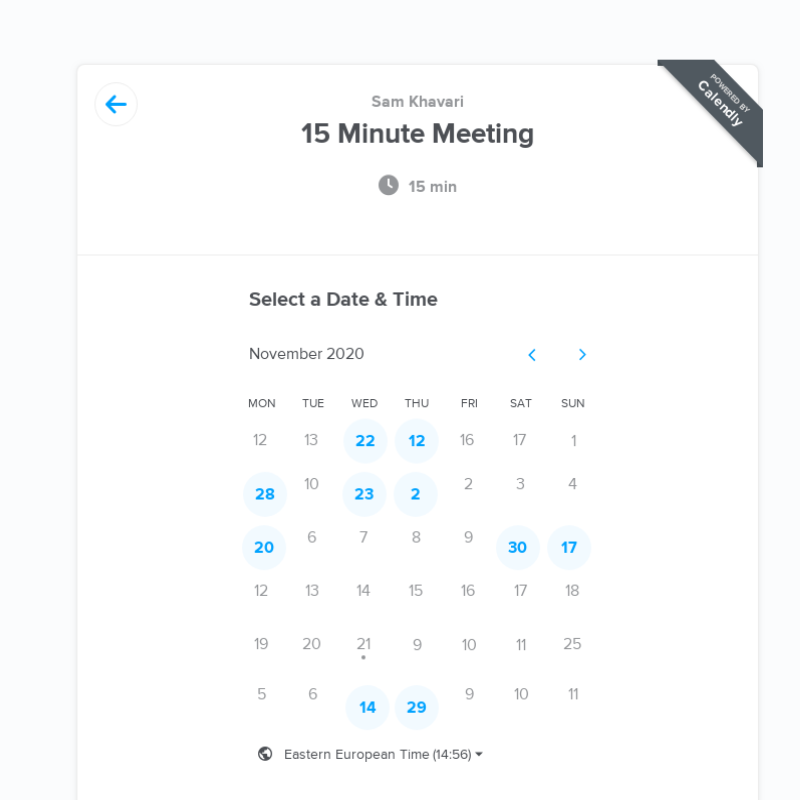 POWERED BY
Calendly
Sam Khavari
15 Minute Meeting
15 min
Select a Date & Time
November 2020
MON TUE WED THU FRI SAT SUN
12 13 22 12 16 17 1
28 10 23 2 2 3 4
20 6 7 8 9 30 17
12 13 14 15 16 17 18
19 20 21 9 10 11 25
5 6 14 29 9 10 11
Eastern European Time (14:56)